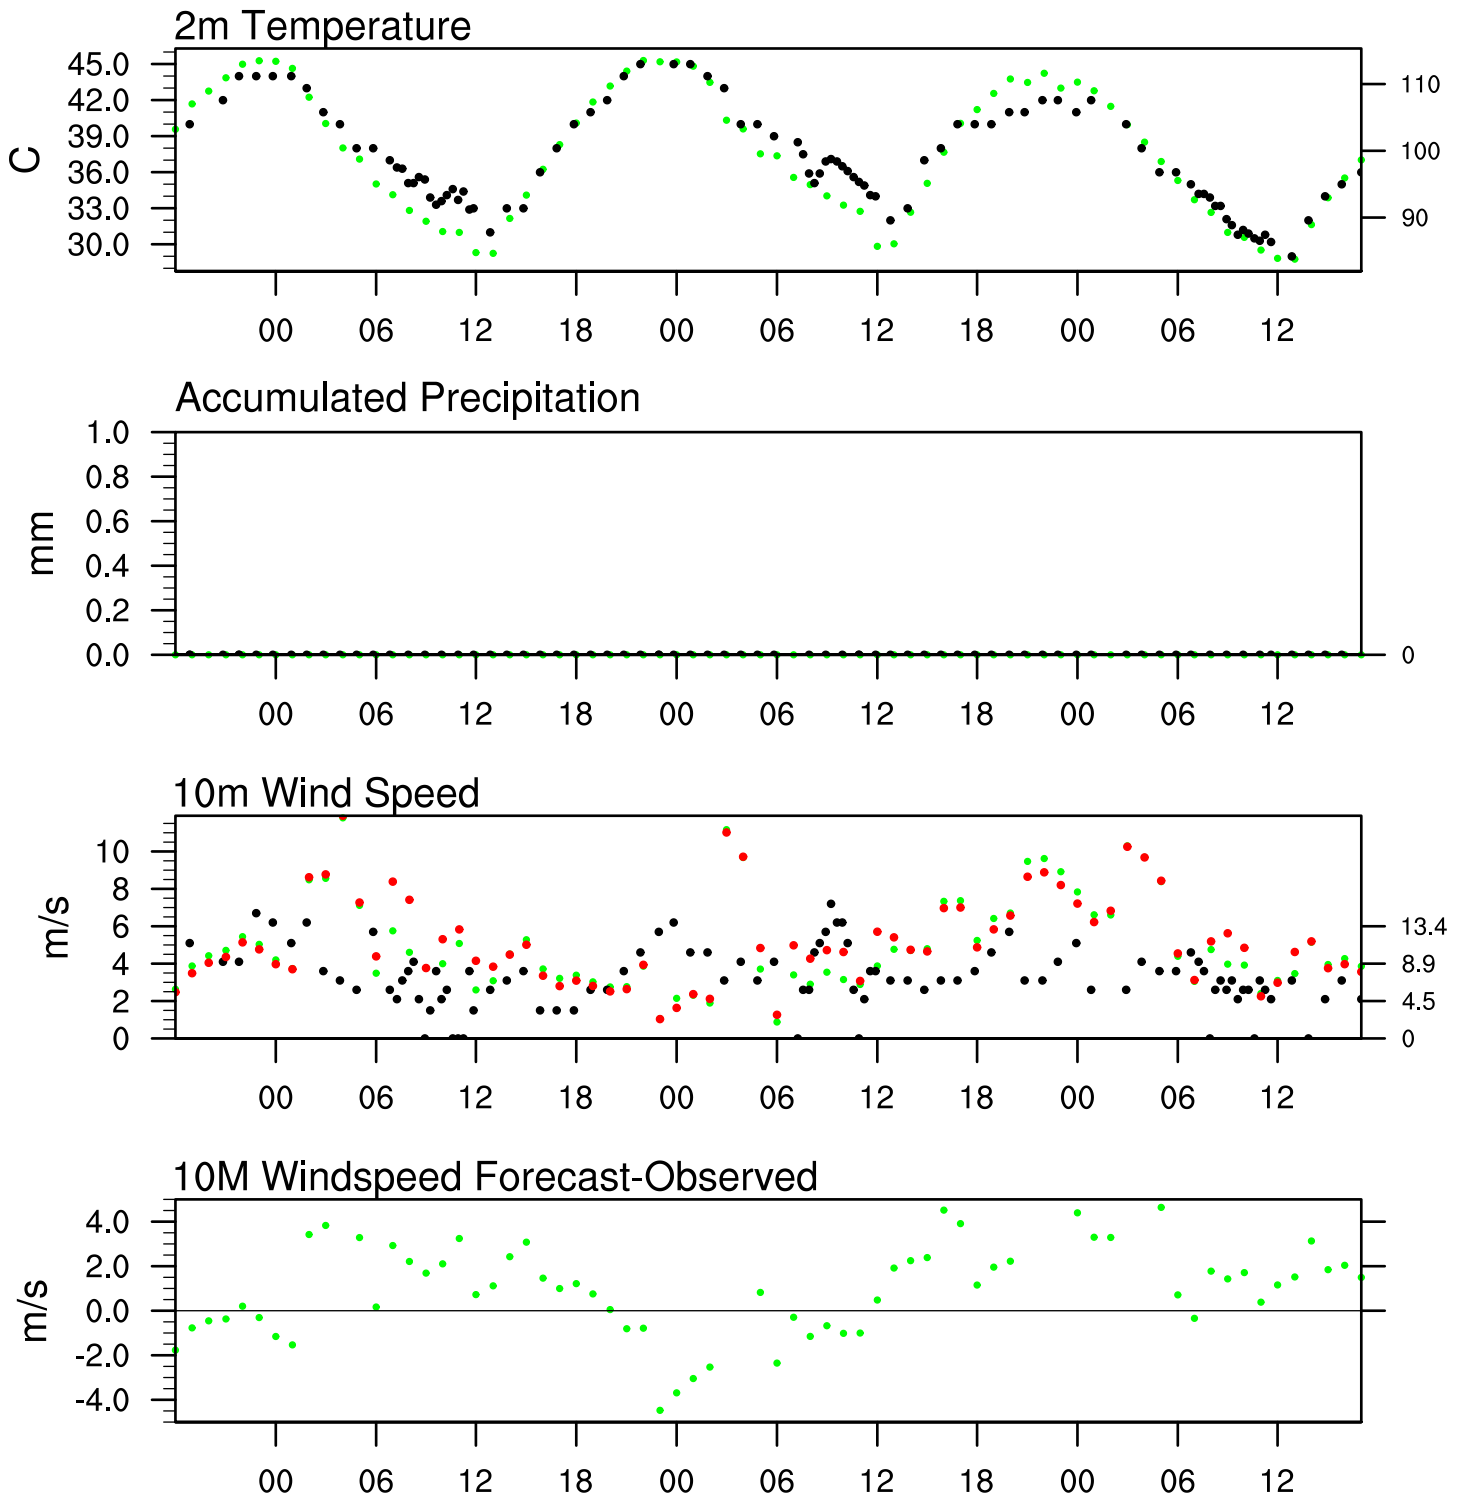 2m Temperature
45.0
42.0
39.0
36.0
33.0
30.0
C
110
100
90
00 06 12 18 00 06 12 18 00 06 12
Accumulated Precipitation
1.0
0.8
0.6
0.4
0.2
0.0
mm
0
00 06 12 18 00 06 12 18 00 06 12
10m Wind Speed
10
8
6
4
2
0
m/s
13.4
8.9
4.5
0
00 06 12 18 00 06 12 18 00 06 12
10M Windspeed Forecast-Observed
4.0
2.0
0.0
-2.0
-4.0
m/s
00 06 12 18 00 06 12 18 00 06 12